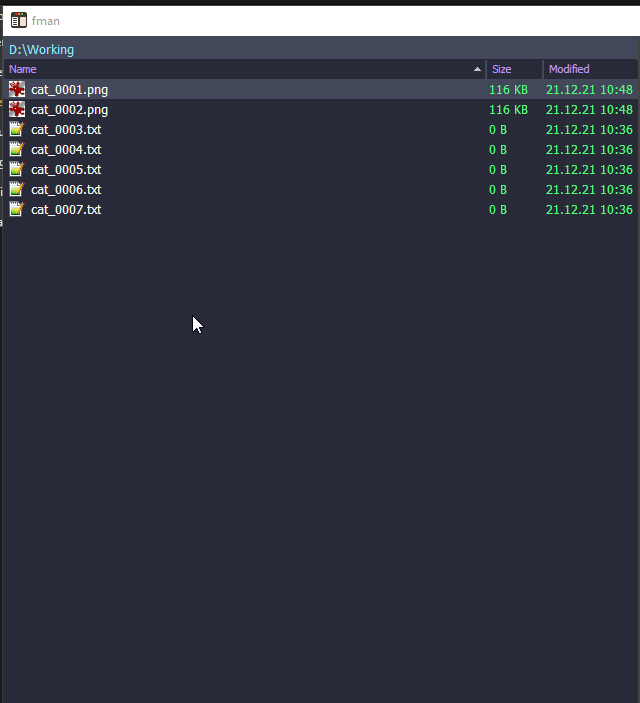 fman
D:\Working
Name Size Modified
cat_0001.png 116 KB 21.12.21 10:48
cat_0002.png 116 KB 21.12.21 10:48
cat_0003.txt 0 B 21.12.21 10:36
cat_0004.txt 0 B 21.12.21 10:36
cat_0005.txt 0 B 21.12.21 10:36
cat_0006.txt 0 B 21.12.21 10:36
cat_0007.txt 0 B 21.12.21 10:36